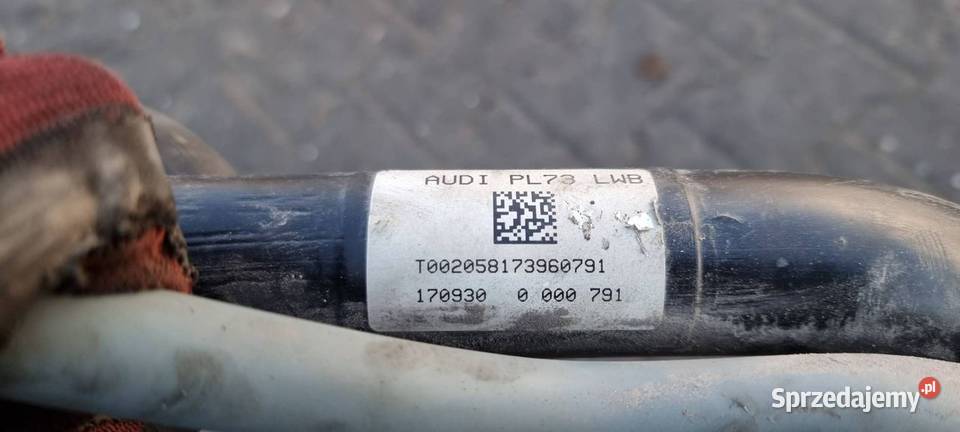 AUDI PL73 LWB
T002058173960791
170930 0 000 791
Sprzedajemy.pl